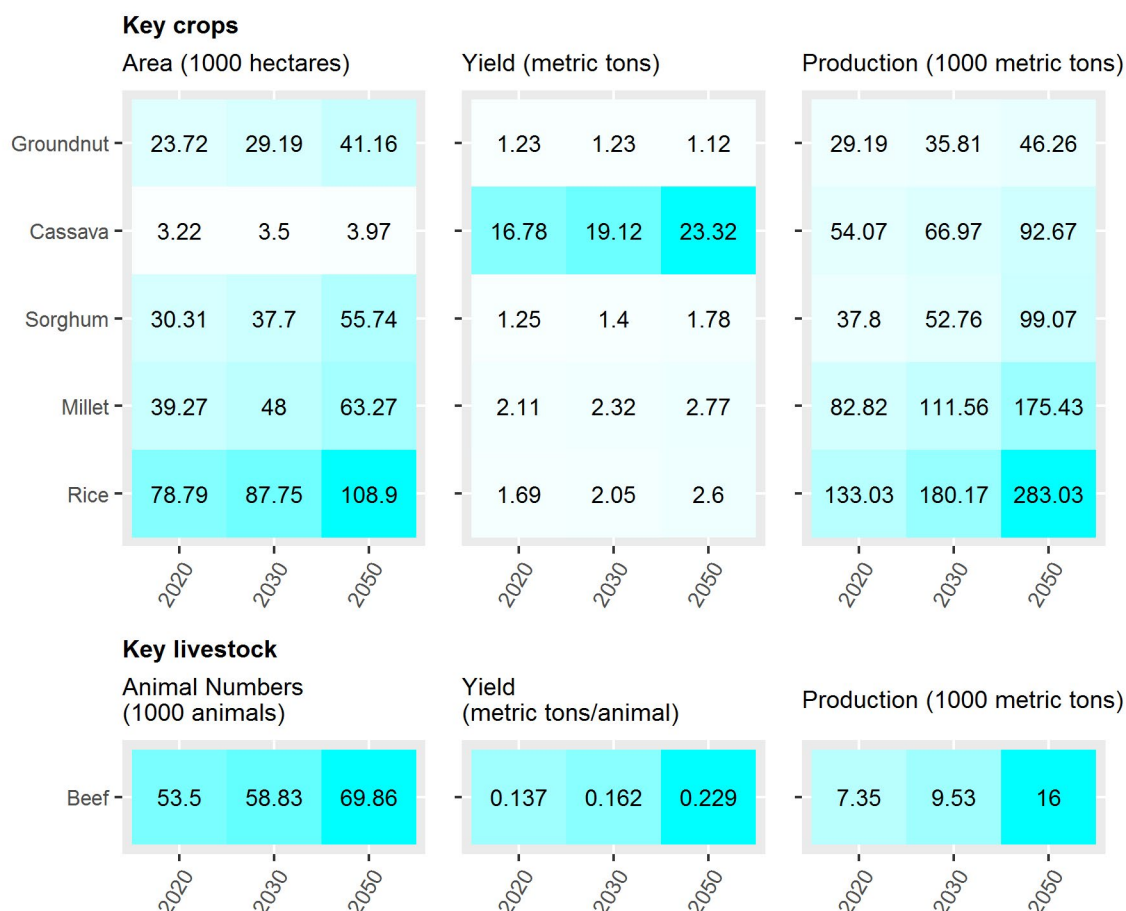 Key crops
Area (1000 hectares) Yield (metric tons) Production (1000 metric tons)
Groundnut 23.72 29.19 41.16 1.23 1.23 1.12 29.19 35.81 46.26
Cassava 3.22 3.5 3.97 16.78 19.12 23.32 54.07 66.97 92.67
Sorghum 30.31 37.7 55.74 1.25 1.4 1.78 37.8 52.76 99.07
Millet 39.27 48 63.27 2.11 2.32 2.77 82.82 111.56 175.43
Rice 78.79 87.75 108.9 1.69 2.05 2.6 133.03 180.17 283.03
2020 2030 2050 2020 2030 2050 2020 2030 2050
Key livestock
Animal Numbers
(1000 animals)
Yield
(metric tons/animal)
Production (1000 metric tons)
Beef 53.5 58.83 69.86 0.137 0.162 0.229 7.35 9.53 16
2020 2030 2050 2020 2030 2050 2020 2030 2050